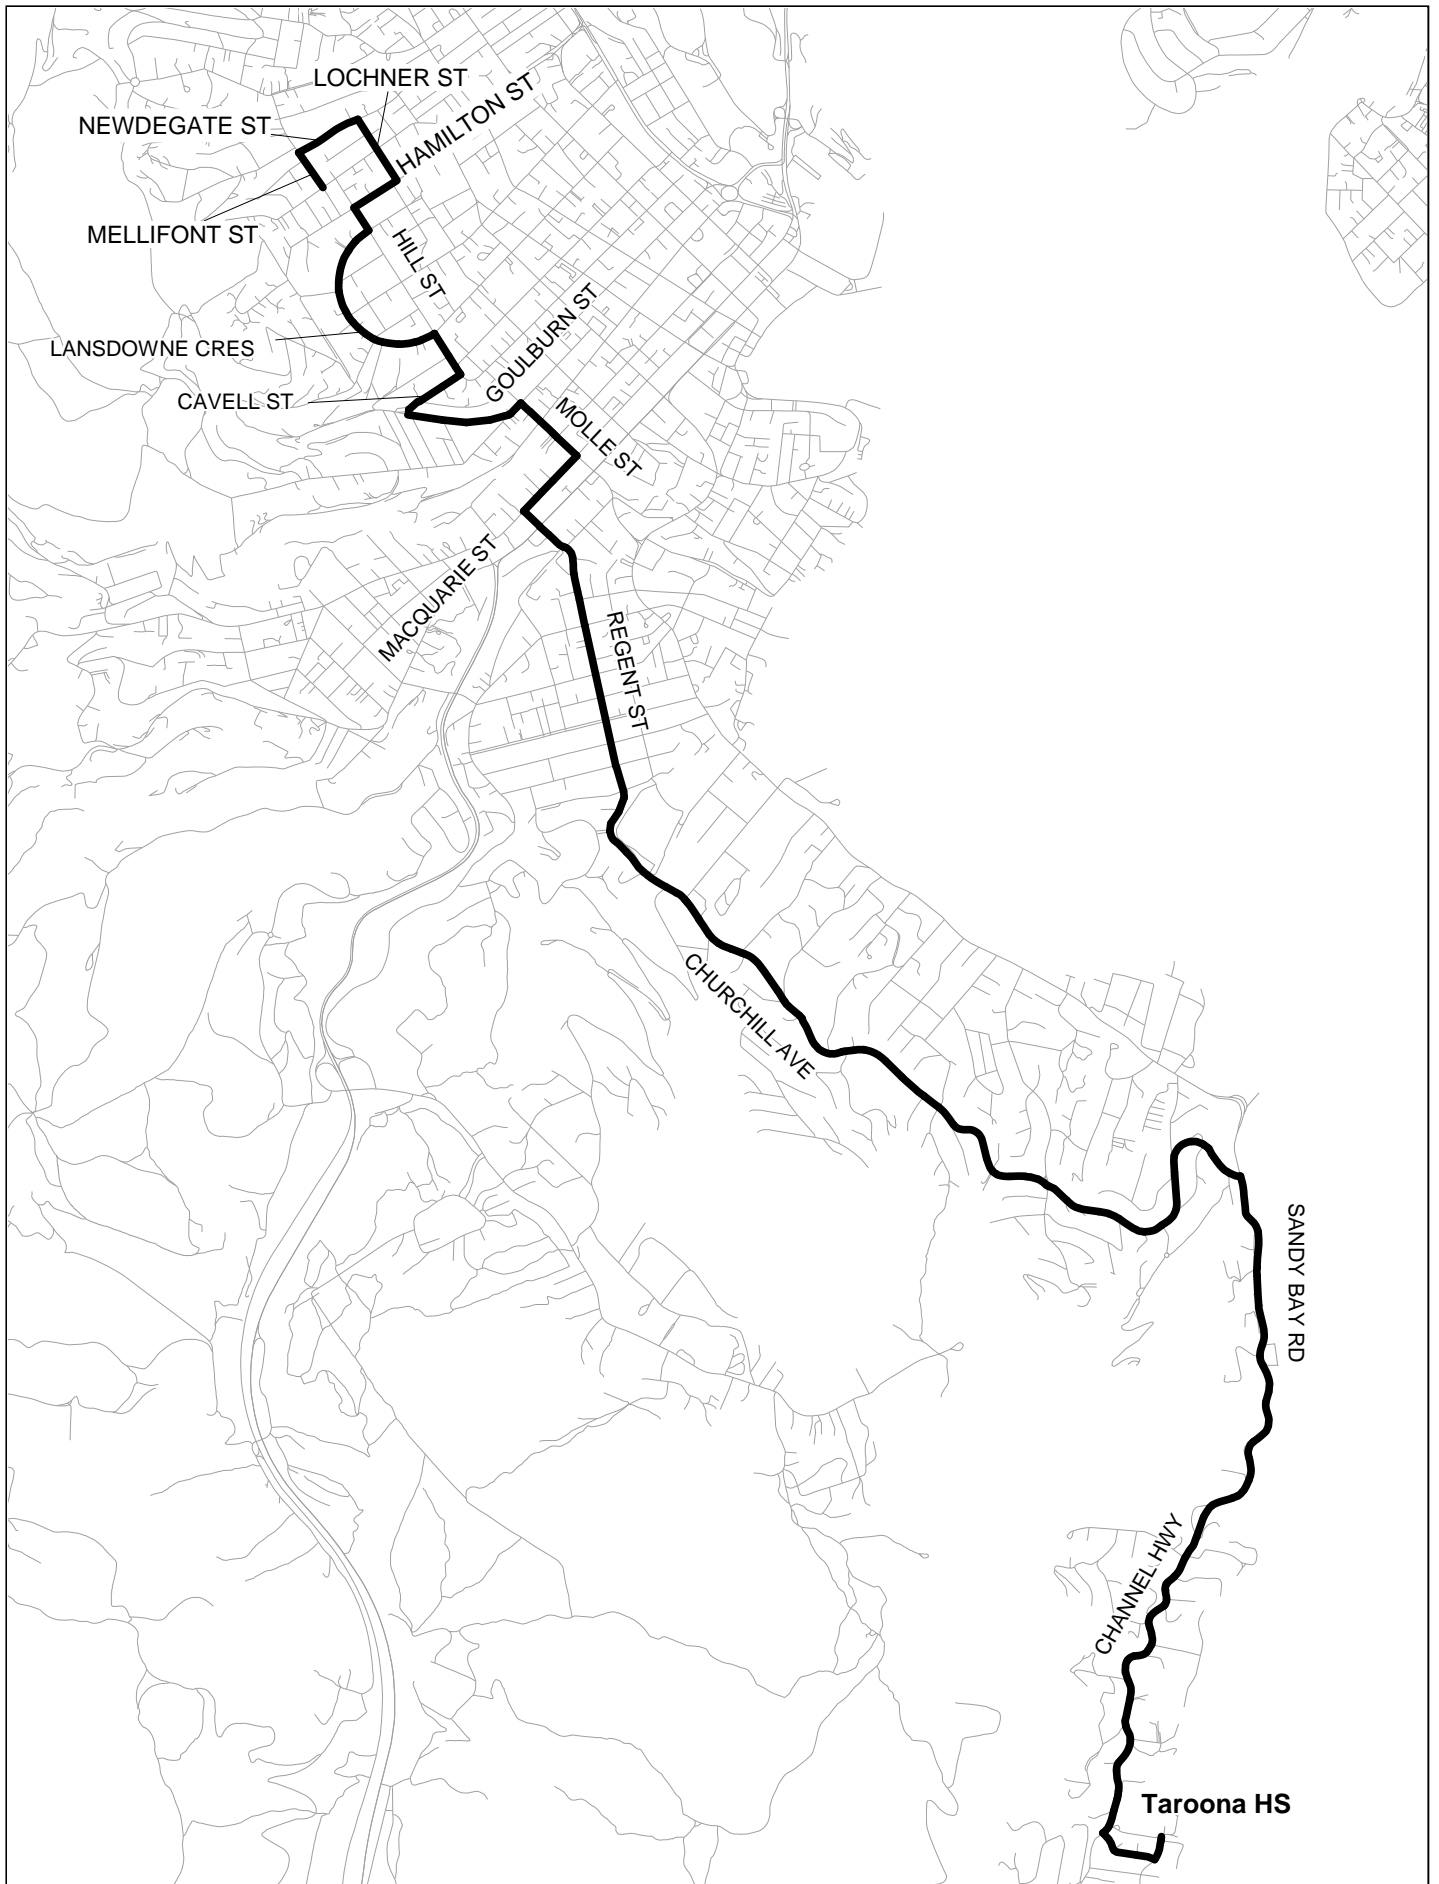 LOCHNER ST
HAMILTON ST
NEWDEGATE ST
MELLIFONT ST
HILL ST
GOULBURN ST
LANSDOWNE CRES
CAVELL ST
MOLLE ST
MACQUARIE ST
REGENT ST
CHURCHILL AVE
SANDY BAY RD
CHANNEL HWY
Taroona HS